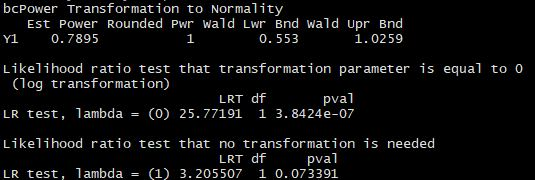 bcPower Transformation to Normality
Est Power Rounded Pwr Wald Lwr Bnd Wald Upr Bnd
Y1 0.7895 1 0.553 1.0259
Likelihood ratio test that transformation parameter is equal to 0
(log transformation)
LRT df pval
LR test, lambda = (0) 25.77191 1 3.8424e-07
Likelihood ratio test that no transformation is needed
LRT df pval
LR test, lambda = (1) 3.205507 1 0.073391